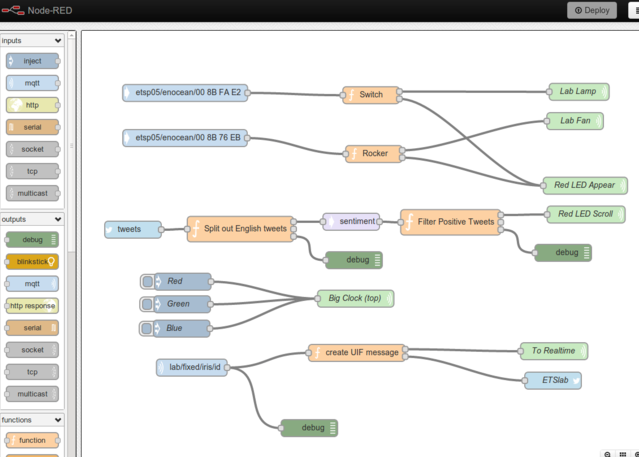 Node-RED
Deploy
inputs
inject
mqtt
http
serial
socket
tcp
multicast
outputs
debug
blinkstick
mqtt
http response
serial
socket
tcp
multicast
functions
function
etsp05/enocean/00 8B FA E2
Switch
Lab Lamp
Lab Fan
etsp05/enocean/00 8B 76 EB
Rocker
Red LED Appear
tweets
Split out English tweets
sentiment
Filter Positive Tweets
Red LED Scroll
debug
debug
Red
Green
Blue
Big Clock (top)
lab/fixed/iris/id
create UIF message
To Realtime
ETSlab
debug